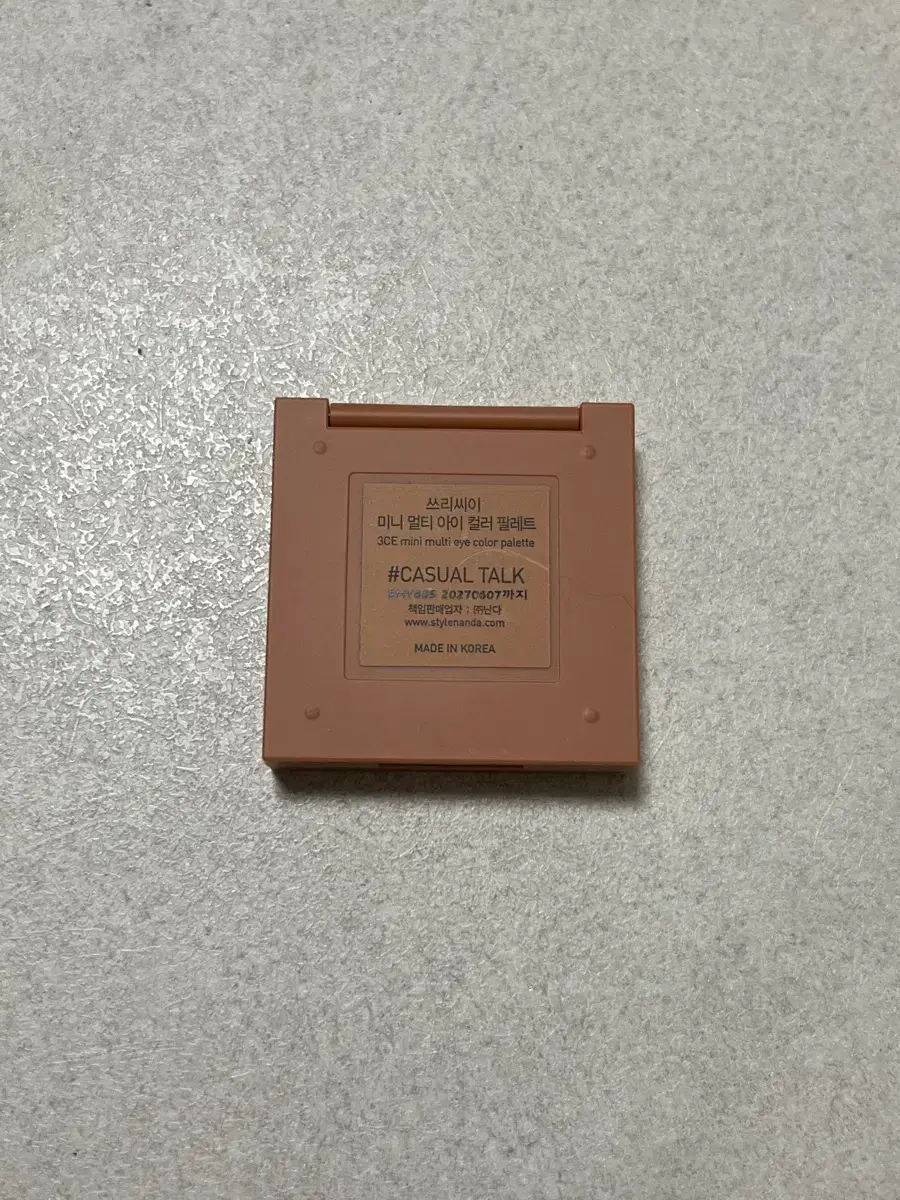 쓰리씨이
미니 멀티 아이 컬러 팔레트
3CE mini multi eye color palette
#CASUAL TALK
20270607까지
책임판매업자 : ㈜난다
www.stylenanda.com
MADE IN KOREA